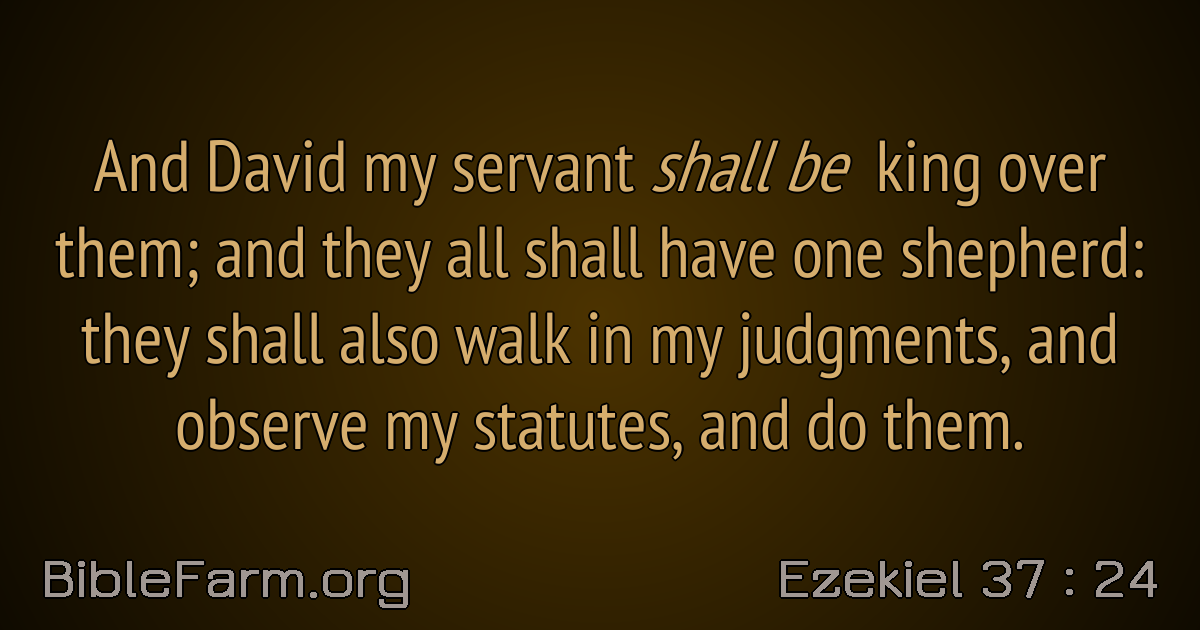 And David my servant shall be king over
them; and they all shall have one shepherd:
they shall also walk in my judgments, and
observe my statutes, and do them.
BibleFarm.org
Ezekiel 37 : 24